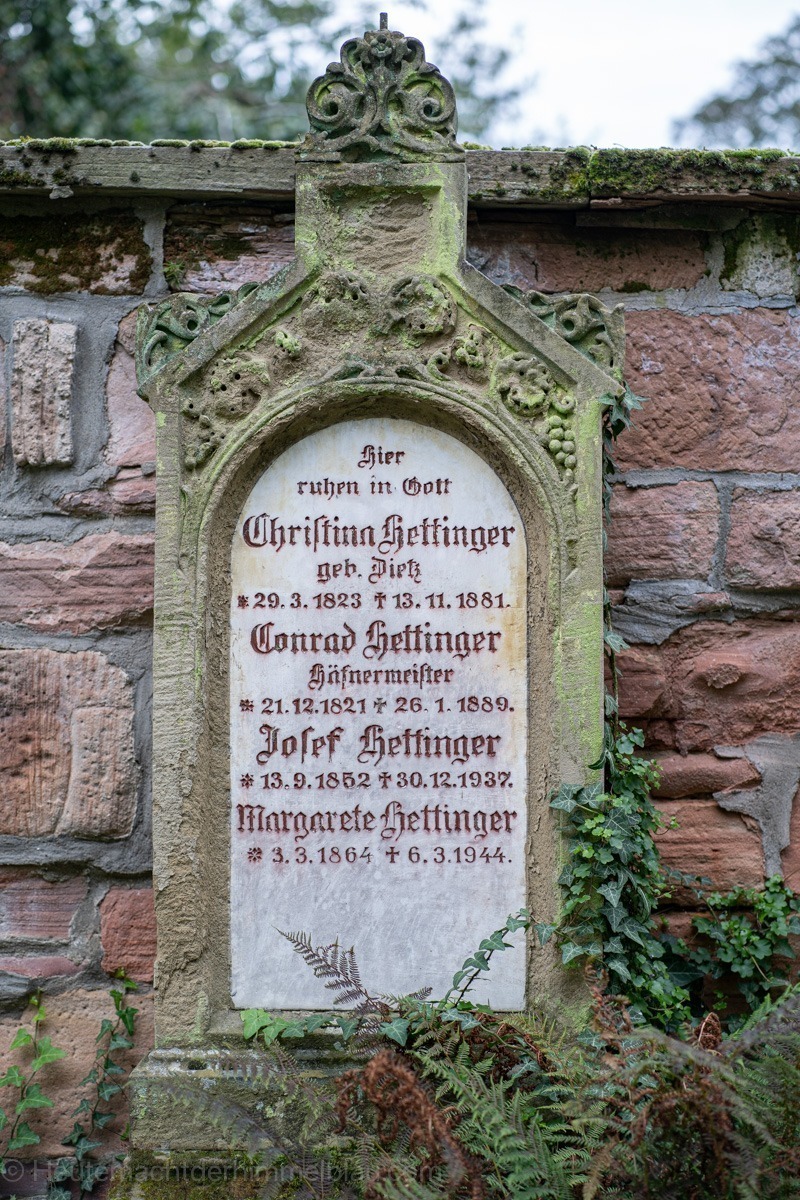 Hier
ruhen in Gott
Christina Hettinger
geb. Dietz
* 29. 3. 1823 † 13. 11. 1881.
Conrad Hettinger
Häfnermeister
* 21. 12. 1821 † 26. 1. 1889.
Josef Hettinger
* 13. 9. 1852 † 30. 12. 1937.
Margarete Hettinger
* 3. 3. 1864 † 6. 3. 1944.
© Heutemachtderhimmelblau.com